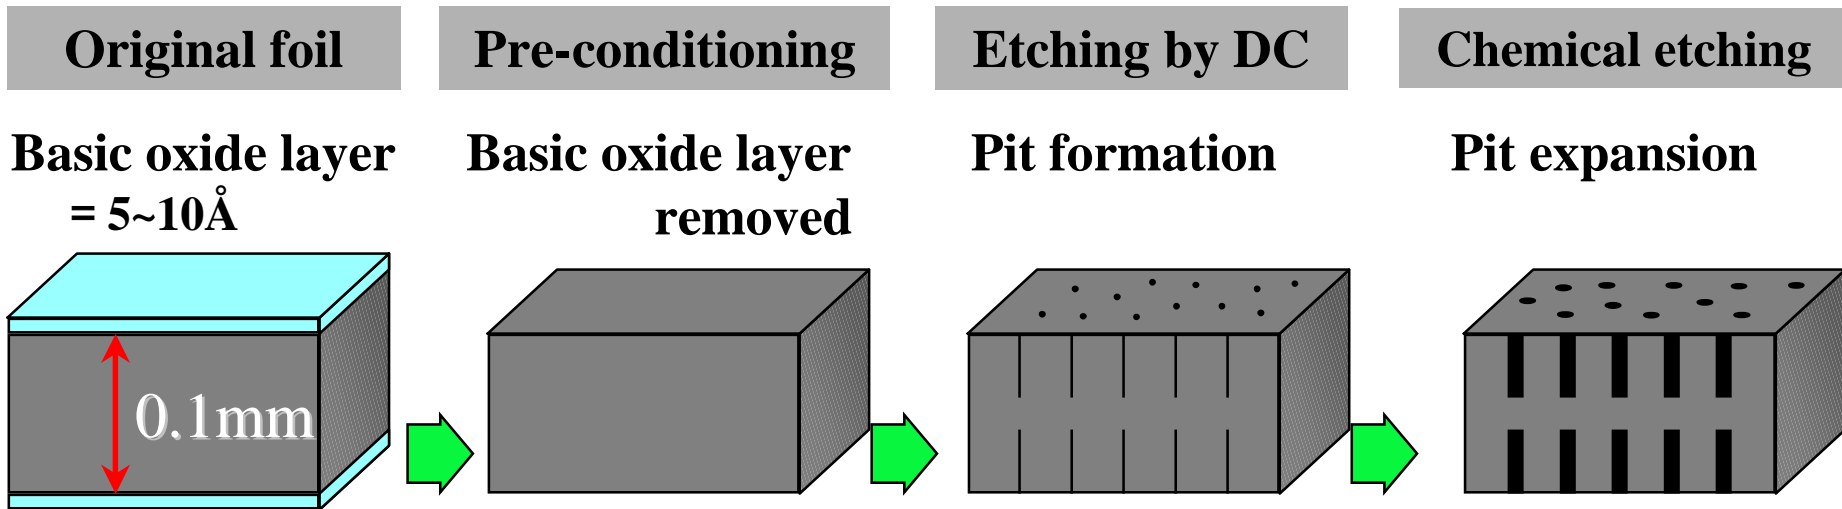 Original foil
Pre-conditioning
Etching by DC
Chemical etching
Basic oxide layer
= 5~10Å
Basic oxide layer
removed
Pit formation
Pit expansion
0.1mm